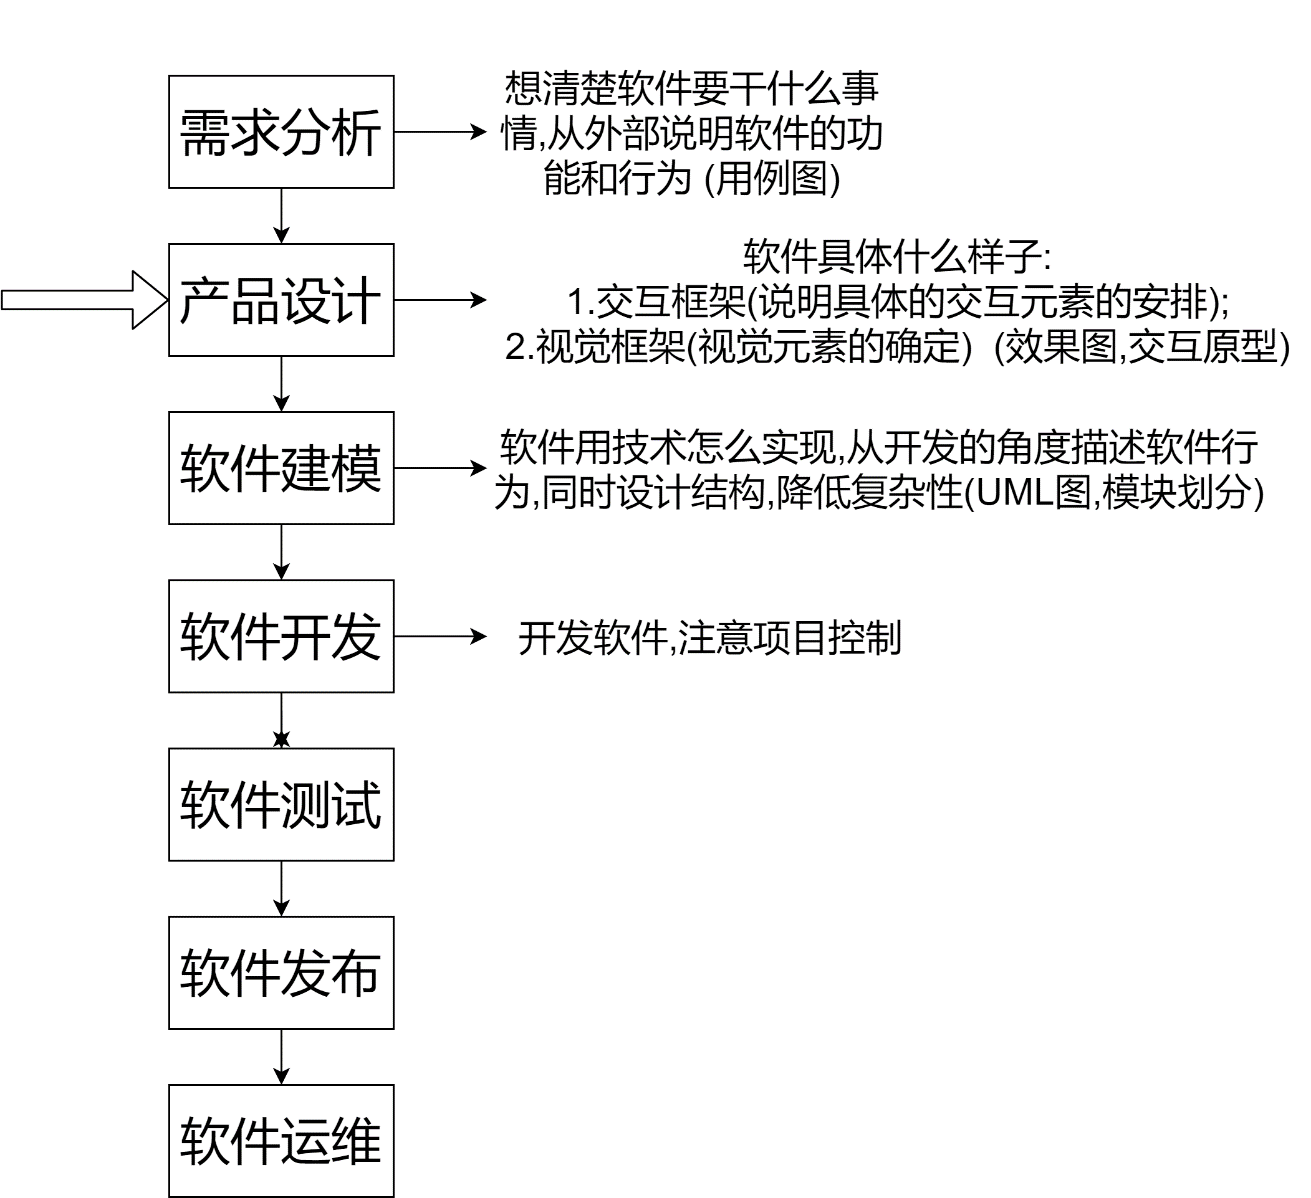 需求分析
想清楚软件要干什么事
情,从外部说明软件的功
能和行为 (用例图)
产品设计
软件具体什么样子:
1.交互框架(说明具体的交互元素的安排);
2.视觉框架(视觉元素的确定)  (效果图,交互原型)
软件建模
软件用技术怎么实现,从开发的角度描述软件行
为,同时设计结构,降低复杂性(UML图,模块划分)
软件开发
开发软件,注意项目控制
软件测试
软件发布
软件运维